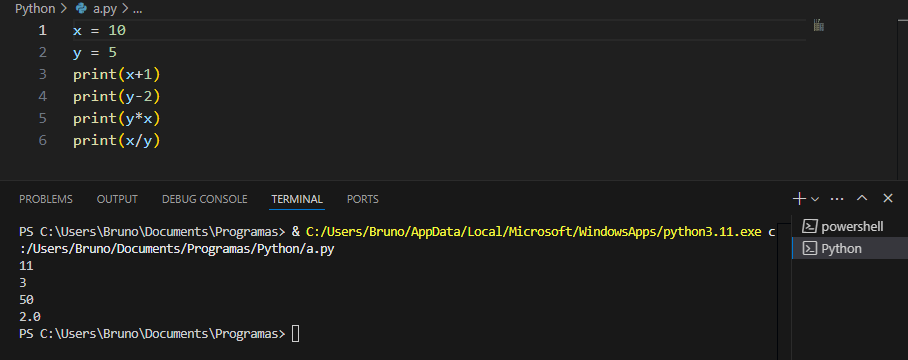 Python > a.py > ...
1 x = 10
2 y = 5
3 print(x+1)
4 print(y-2)
5 print(y*x)
6 print(x/y)
PROBLEMS OUTPUT DEBUG CONSOLE TERMINAL PORTS
PS C:\Users\Bruno\Documents\Programas> & C:/Users/Bruno/AppData/Local/Microsoft/WindowsApps/python3.11.exe c
:/Users/Bruno/Documents/Programas/Python/a.py
11
3
50
2.0
PS C:\Users\Bruno\Documents\Programas>
powershell
Python